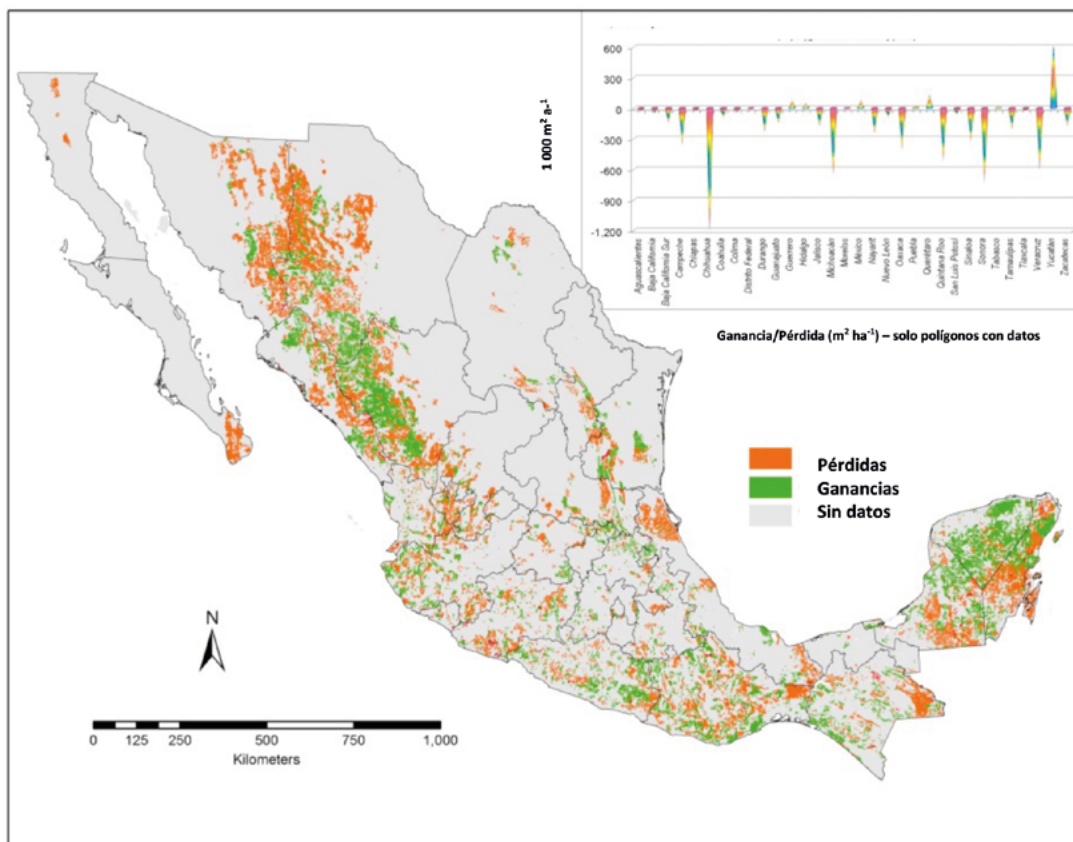 600
300
0
-300
-600
-900
-1,200
1 000 m² a⁻¹
Aguascalientes
Baja California
Baja California Sur
Campeche
Chiapas
Chihuahua
Coahuila
Colima
Distrito Federal
Durango
Guanajuato
Guerrero
Hidalgo
Jalisco
Michoacán
Morelos
México
Nayarit
Nuevo León
Oaxaca
Puebla
Querétaro
Quintana Roo
San Luis Potosí
Sinaloa
Sonora
Tabasco
Tamaulipas
Tlaxcala
Veracruz
Yucatán
Zacatecas
Ganancia/Pérdida (m² ha⁻¹) – solo polígonos con datos
Pérdidas
Ganancias
Sin datos
N
0 125 250 500 750 1,000
Kilometers